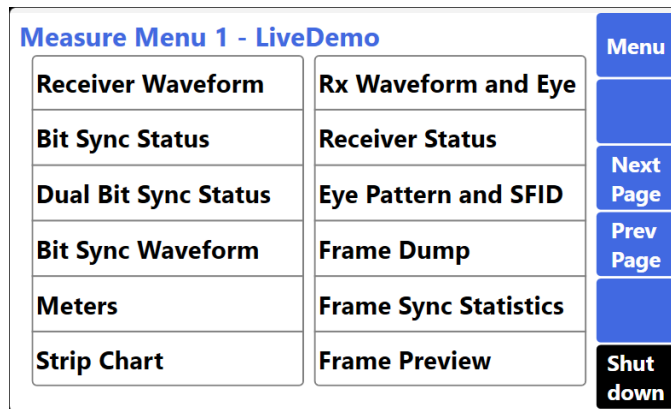 Measure Menu 1 - LiveDemo
Receiver Waveform
Bit Sync Status
Dual Bit Sync Status
Bit Sync Waveform
Meters
Strip Chart
Rx Waveform and Eye
Receiver Status
Eye Pattern and SFID
Frame Dump
Frame Sync Statistics
Frame Preview
Menu
Next
Page
Prev
Page
Shut
down